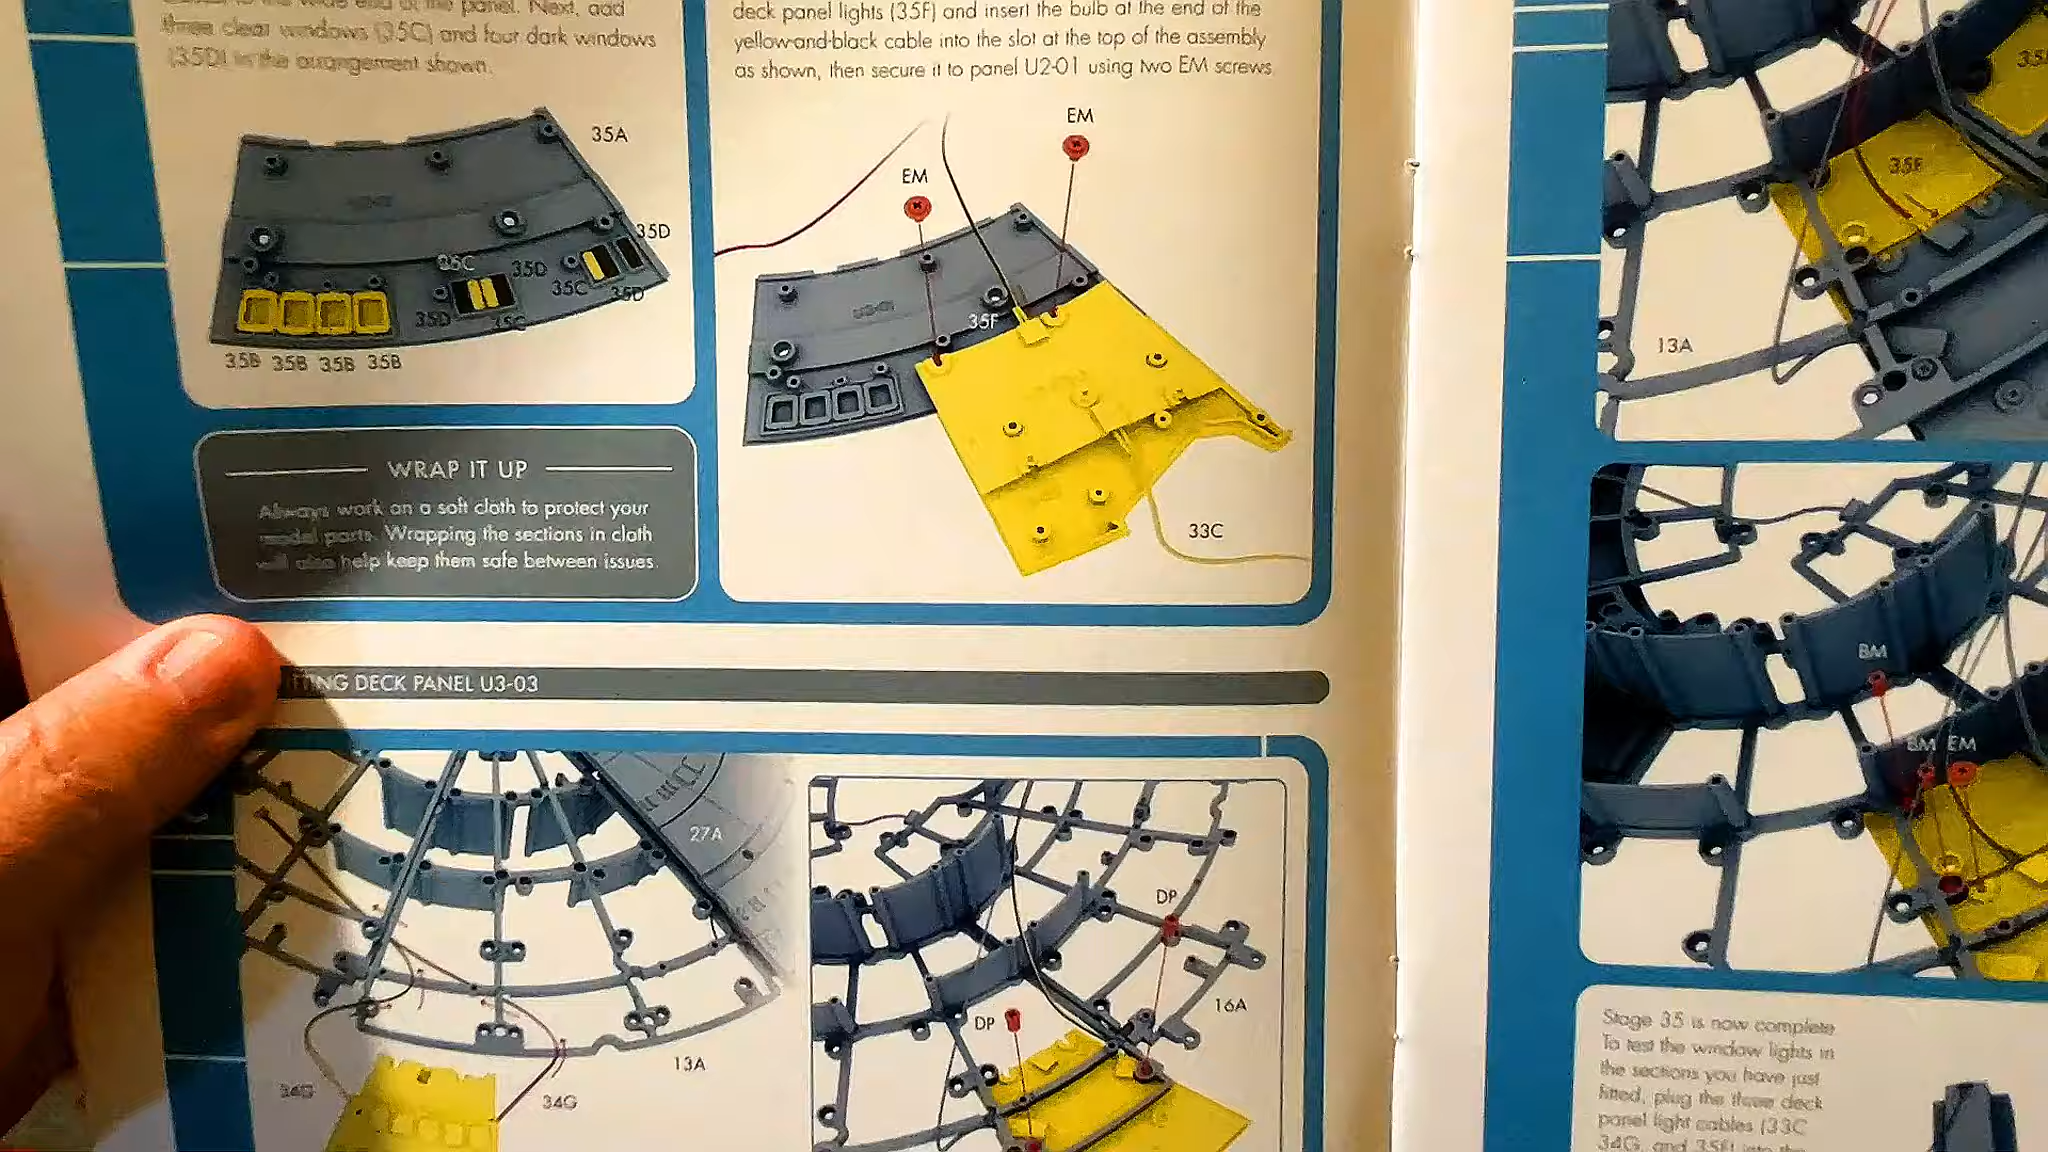 to the wide end of the panel. Next, add
three clear windows (35C) and four dark windows
(35D) in the arrangement shown.
35A
35D
35C
35D
35C
35D
35D
35C
35B 35B 35B 35B
WRAP IT UP
Always work on a soft cloth to protect your
model parts. Wrapping the sections in cloth
will also help keep them safe between issues.
deck panel lights (35F) and insert the bulb at the end of the
yellow-and-black cable into the slot at the top of the assembly
as shown, then secure it to panel U2-01 using two EM screws.
EM
EM
35F
33C
TING DECK PANEL U3-03
27A
34G
34G
13A
DP
DP
16A
35F
13A
BM
BM EM
Stage 35 is now complete
To test the window lights in
the sections you have just
fitted, plug the three deck
panel light cables (33C
34G, and 35F) into the